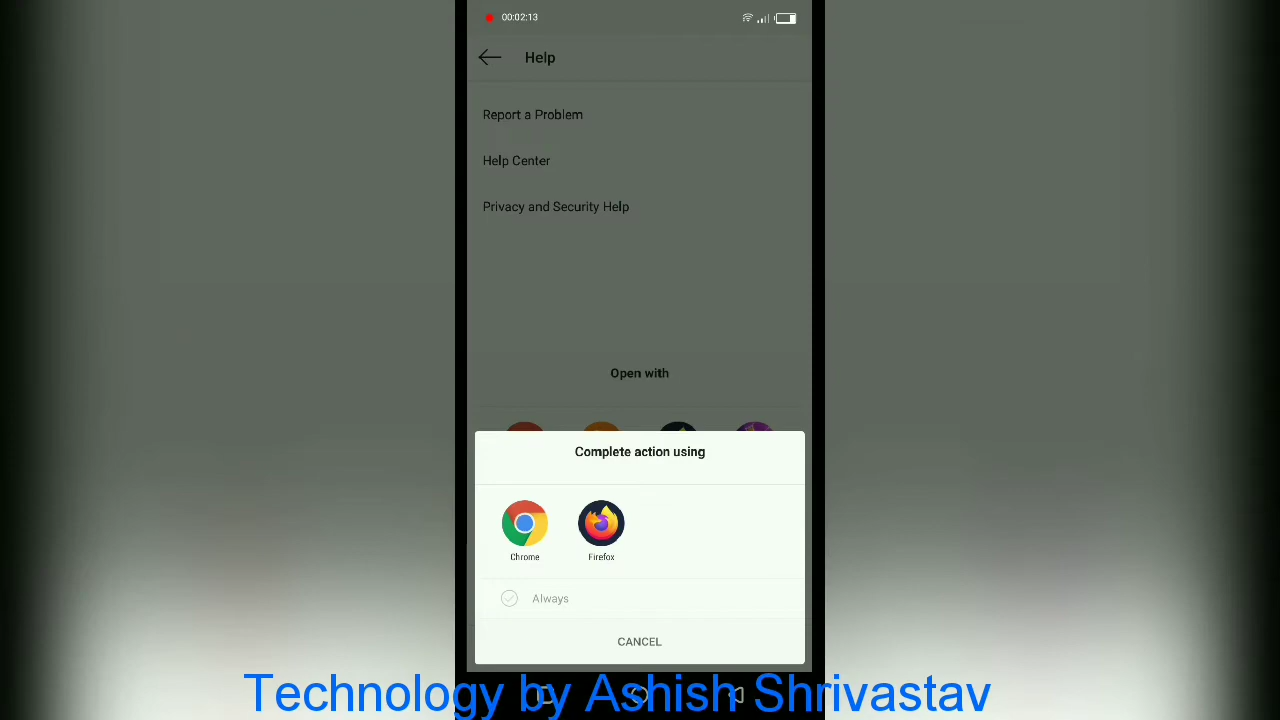 00:02:13
Help
Report a Problem
Help Center
Privacy and Security Help
Open with
Complete action using
Chrome Firefox
Always
CANCEL
Technology by Ashish Shrivastav